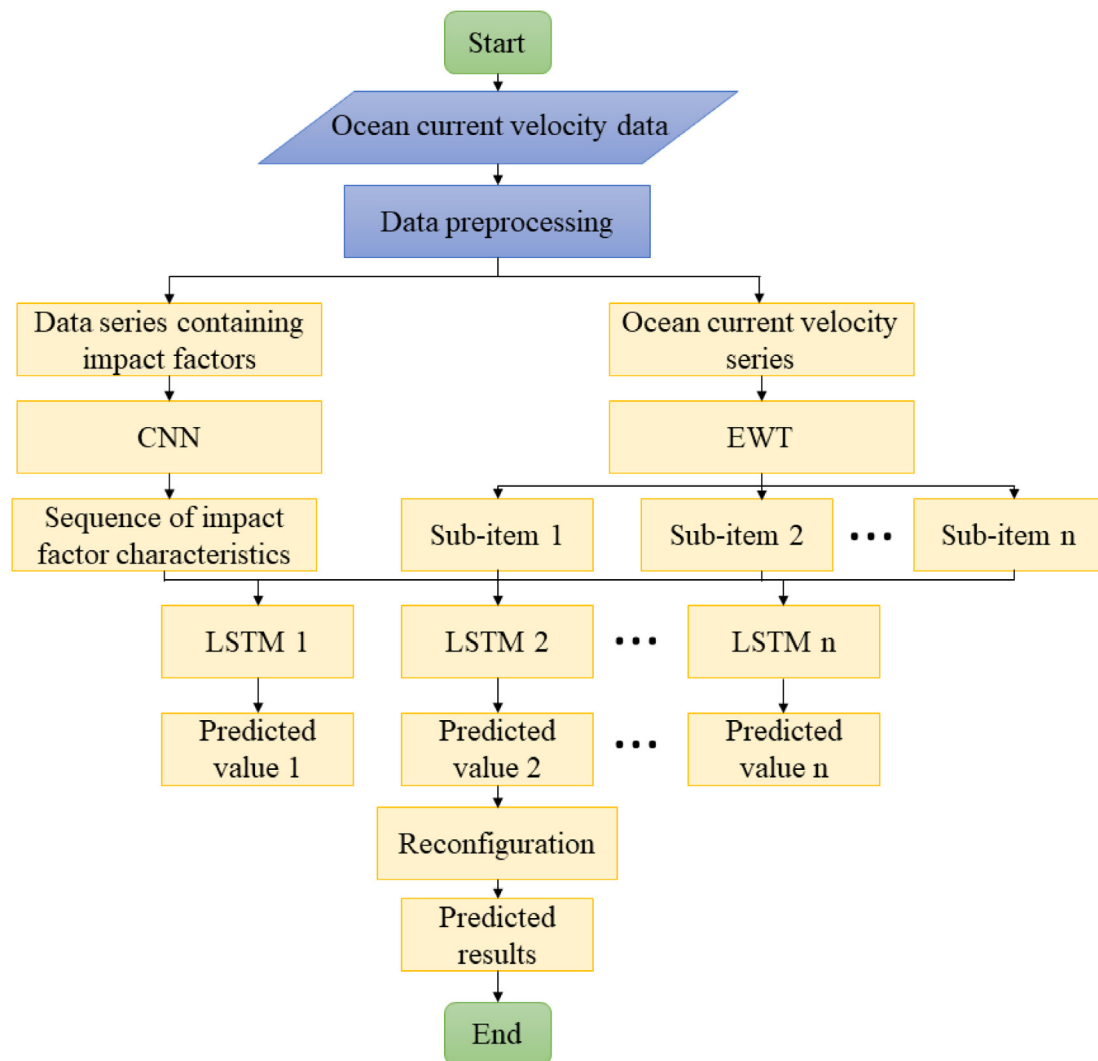 Start
Ocean current velocity data
Data preprocessing
Data series containing
impact factors
Ocean current velocity
series
CNN
EWT
Sequence of impact
factor characteristics
Sub-item 1
Sub-item 2
...
Sub-item n
LSTM 1
LSTM 2
...
LSTM n
Predicted
value 1
Predicted
value 2
...
Predicted
value n
Reconfiguration
Predicted
results
End